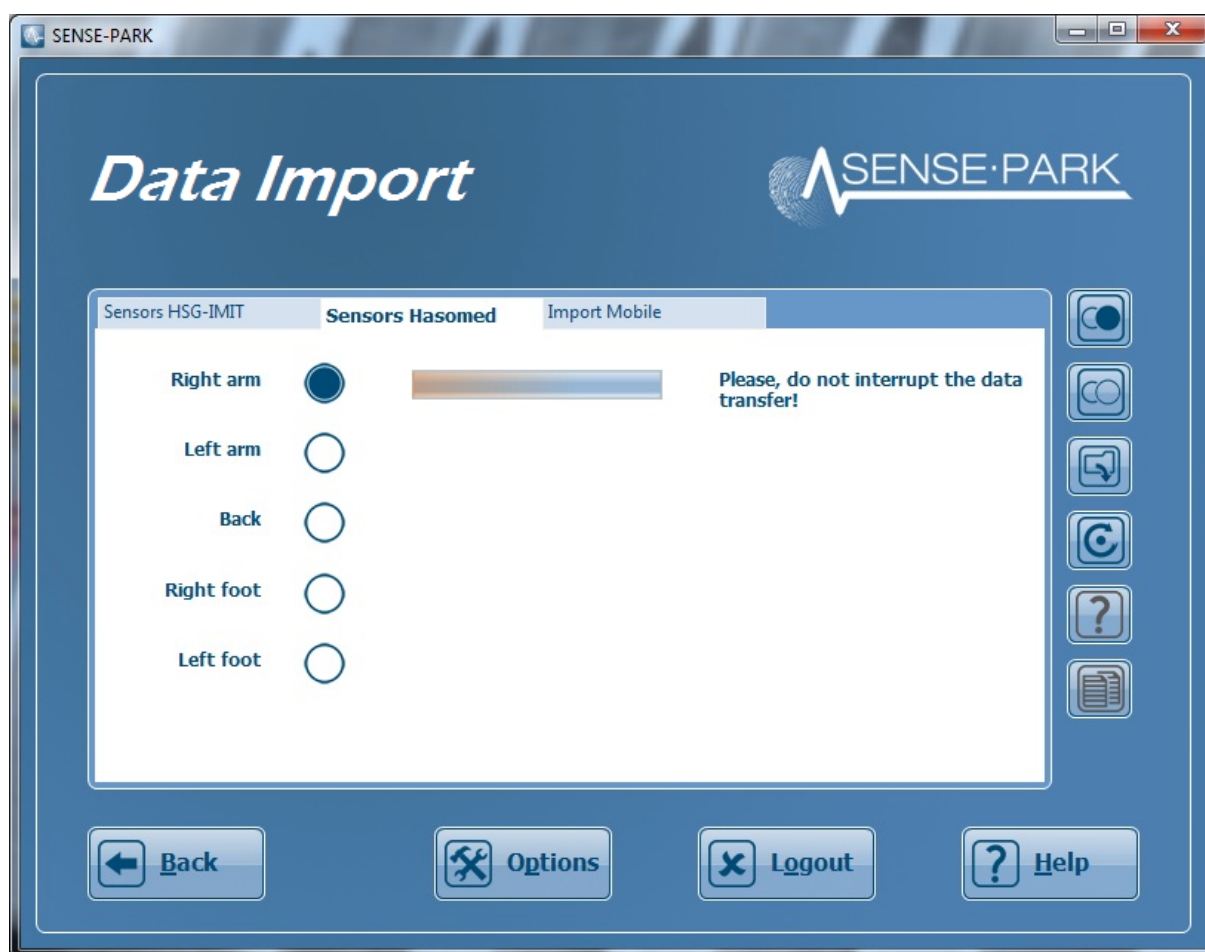 SENSE-PARK
Data Import
SENSE·PARK
Sensors HSG-IMIT
Sensors Hasomed
Import Mobile
Right arm
Please, do not interrupt the data
transfer!
Left arm
Back
Right foot
Left foot
?
Back
Options
Logout
? Help